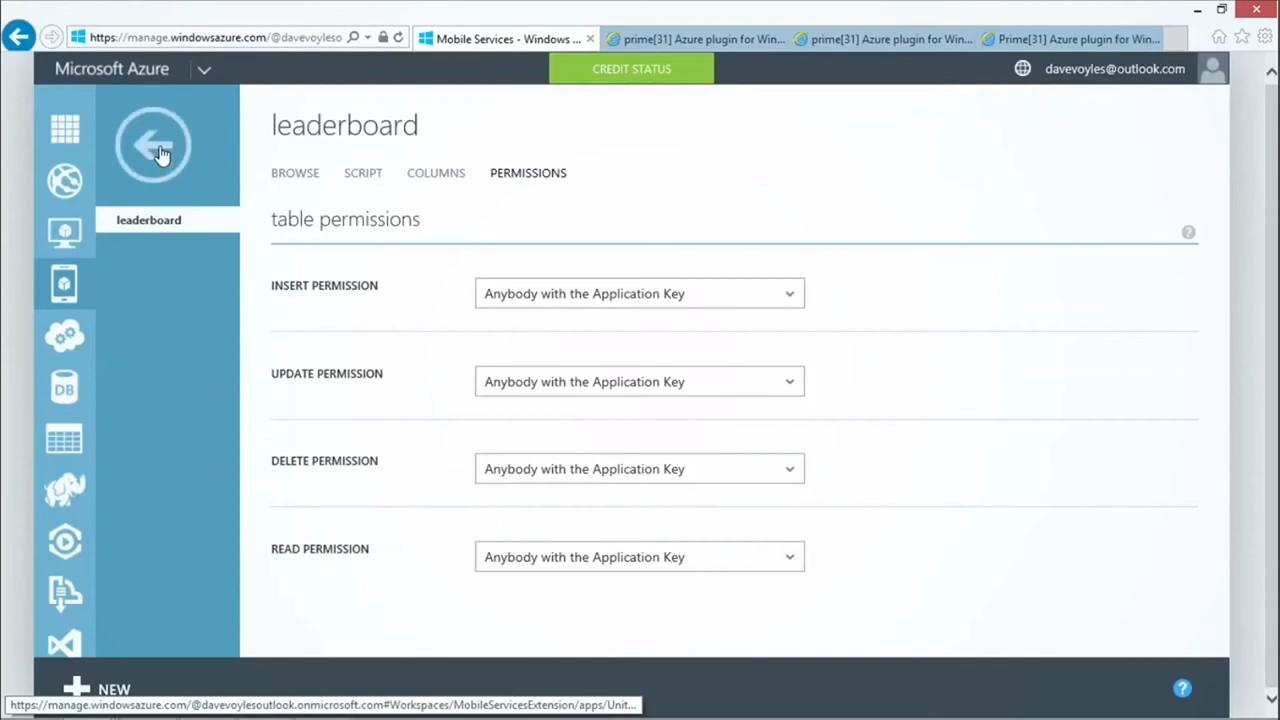 https://manage.windowsazure.com/@davevoyleso
Mobile Services - Windows ...
prime[31] Azure plugin for Win...
prime[31] Azure plugin for Win...
Prime[31] Azure plugin for Win...
Microsoft Azure
CREDIT STATUS
davevoyles@outlook.com
leaderboard
BROWSE SCRIPT COLUMNS PERMISSIONS
leaderboard
table permissions
?
INSERT PERMISSION
Anybody with the Application Key
UPDATE PERMISSION
Anybody with the Application Key
DB
DELETE PERMISSION
Anybody with the Application Key
READ PERMISSION
Anybody with the Application Key
NEW
?
https://manage.windowsazure.com/@davevoylesoutlook.onmicrosoft.com#Workspaces/MobileServicesExtension/apps/Unit...